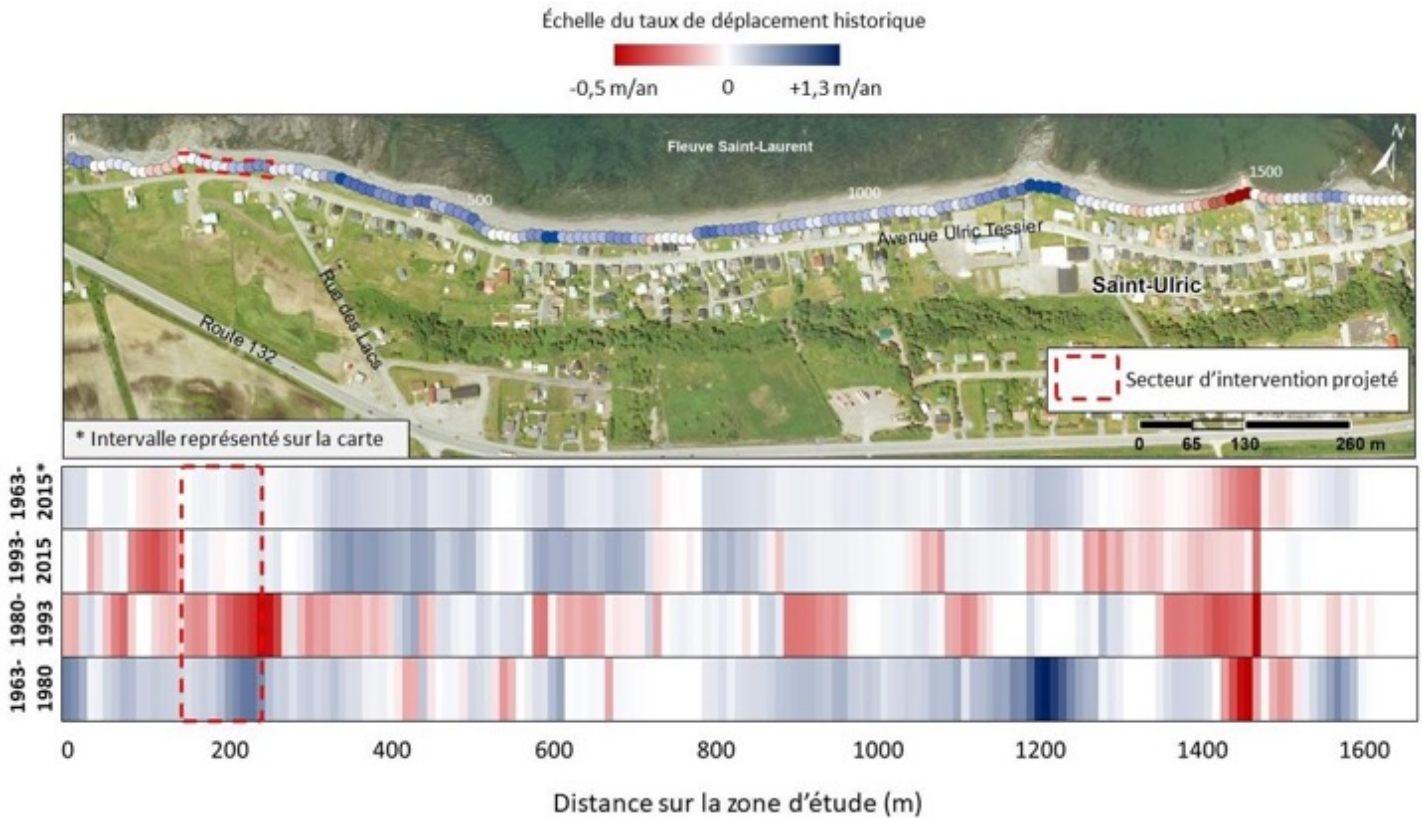 Échelle du taux de déplacement historique
-0,5 m/an 0 +1,3 m/an
0
Fleuve Saint-Laurent
N
500
1000
1500
Avenue Ulric Tessier
Saint-Ulric
Rue des Lacs
Route 132
Secteur d'intervention projeté
* Intervalle représenté sur la carte
0 65 130 260 m
1963-
2015*
1993-
2015
1980-
1993
1963-
1980
0 200 400 600 800 1000 1200 1400 1600
Distance sur la zone d'étude (m)